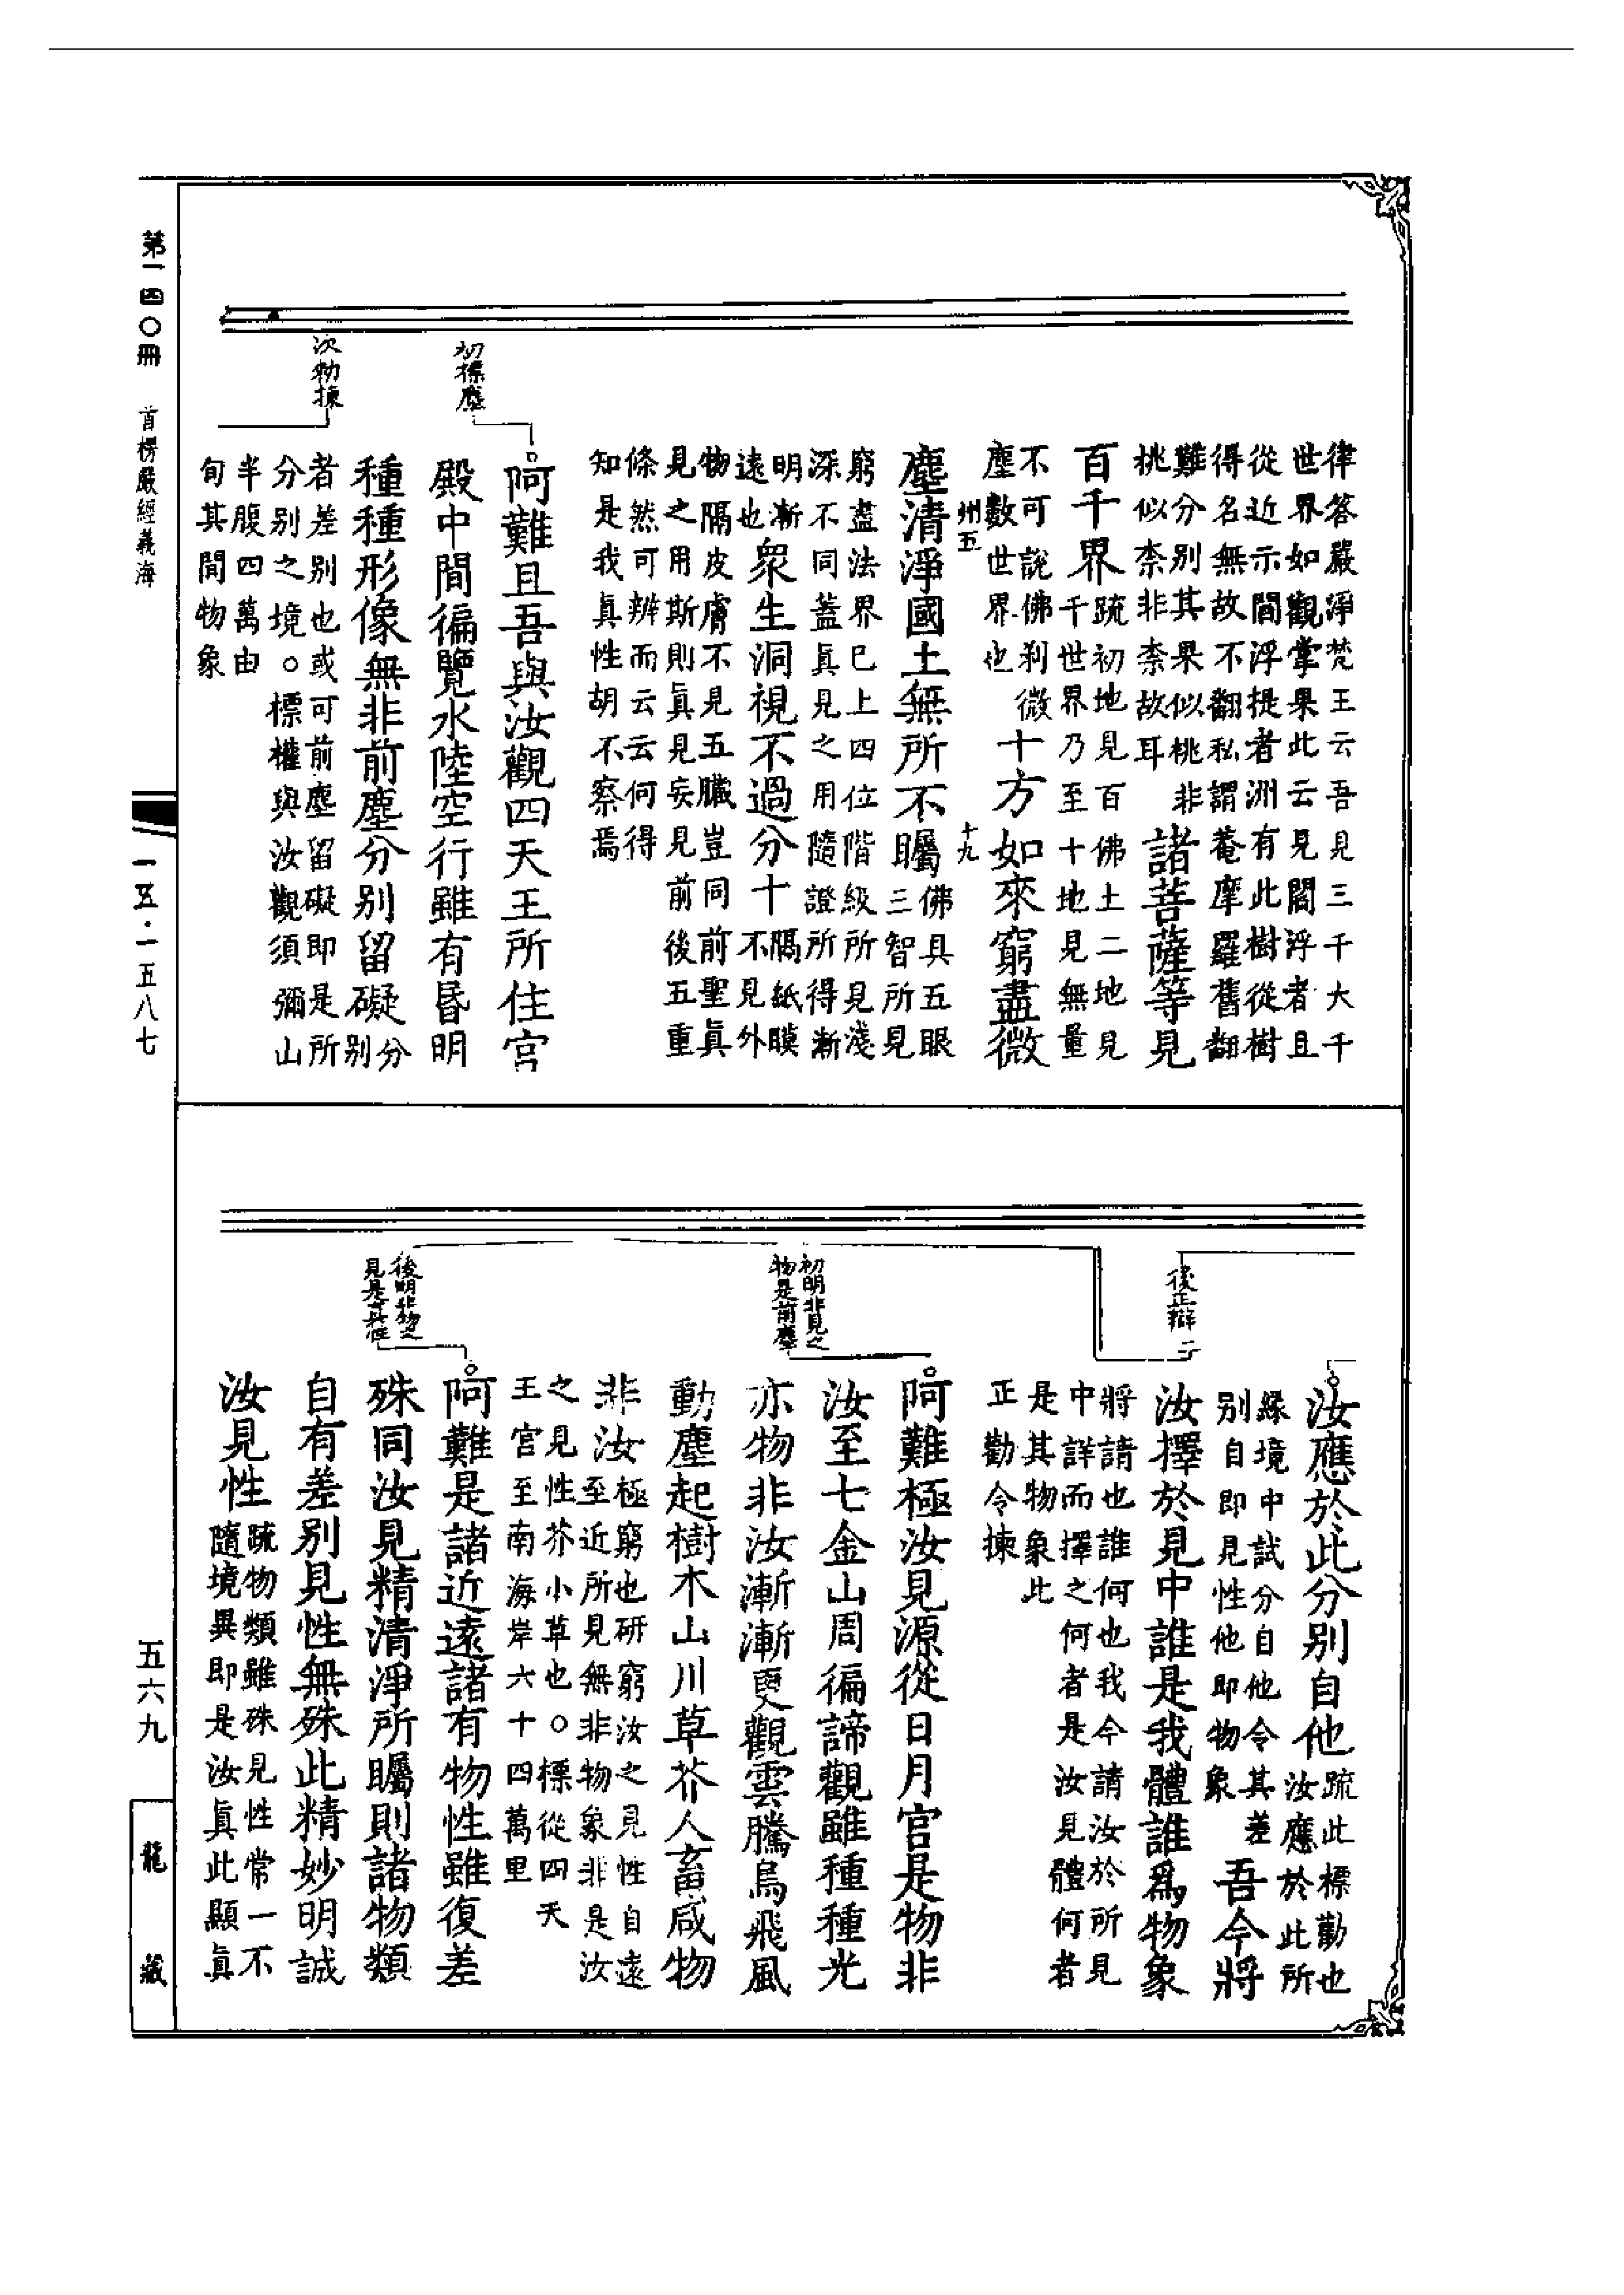 律答嚴淨梵王云吾見三千大千
世界如觀掌果此云見閻浮者且
從近示閻浮提者洲有此樹從樹
得名無故不翻私謂菴摩羅舊翻
難分別其果似桃非
桃似柰非柰故耳
諸菩薩等見
百千界
疏初地見百佛土二地見
千世界乃至十地見無量
不可說佛剎微
塵數世界也
十方如來窮盡微
州五
十九
塵清淨國土無所不矚
佛具五眼
三智所見
窮盡法界已上四位階級所見淺
深不同蓋真見之用隨證所得漸
明漸
遠也
眾生洞視不過分十
隔紙膜
不見外
物隔皮膚不見五臟豈同前聖真
見之用斯則真見妄見前後五重
條然可辨而云云何得
知是我真性胡不察焉
初標塵
阿難且吾與汝觀四天王所住宮
殿中間徧覽水陸空行雖有昏明
種種形像無非前塵分別留礙
分
別
者差別也或可前塵留礙即是所
分別之境。標權與汝觀須彌山
半腹四萬由
旬其間物象
次勑揀
汝應於此分別自他
疏此標勸也
汝應於此所
緣境中試分自他令其差
別自即見性他即物象
吾今將
汝擇於見中誰是我體誰為物象
將請也誰何也我今請汝於所見
中詳而擇之何者是汝見體何者
是其物象此
正勸令揀
後正辯二
初明非見之
物是前塵
阿難極汝見源從日月宮是物非
汝至七金山周徧諦觀雖種種光
亦物非汝漸漸更觀雲騰鳥飛風
動塵起樹木山川草芥人畜咸物
非汝
極窮也研窮汝之見性自遠
至近所見無非物象非是汝
之見性芥小草也。標從四天
王宮至南海岸六十四萬里
後明非物之
見是真性
阿難是諸近遠諸有物性雖復差
殊同汝見精清淨所矚則諸物類
自有差別見性無殊此精妙明誠
汝見性
疏物類雖殊見性常一不
隨境異即是汝真此顯真
第一四〇冊
首楞嚴經義海
一五·一五八七
五六九
龍藏